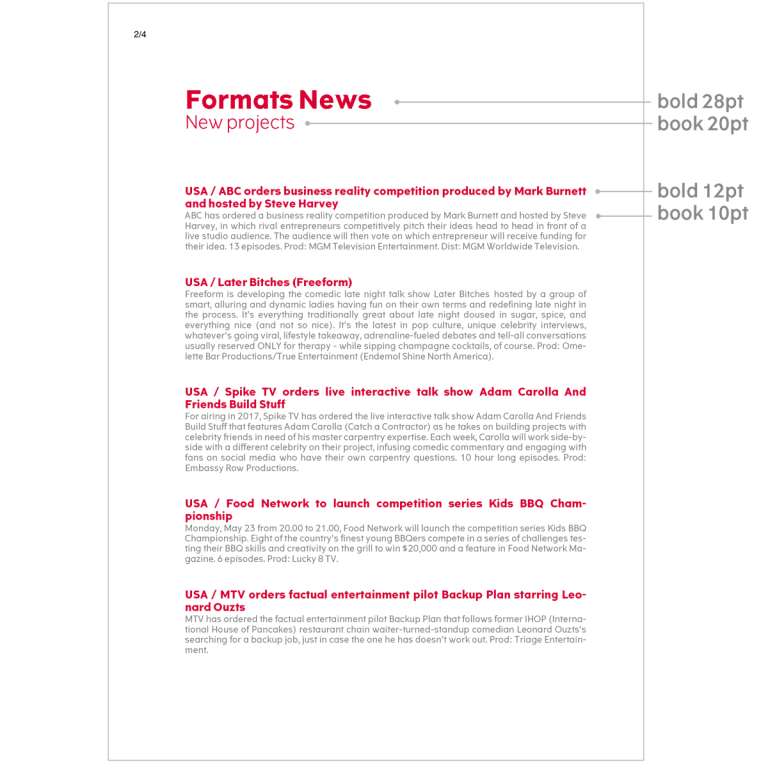 2/4
Formats News
bold 28pt
New projects
book 20pt
USA / ABC orders business reality competition produced by Mark Burnett
bold 12pt
and hosted by Steve Harvey
ABC has ordered a business reality competition produced by Mark Burnett and hosted by Steve
book 10pt
Harvey, in which rival entrepreneurs competitively pitch their ideas head to head in front of a
live studio audience. The audience will then vote on which entrepreneur will receive funding for
their idea. 13 episodes. Prod: MGM Television Entertainment. Dist: MGM Worldwide Television.
USA / Later Bitches (Freeform)
Freeform is developing the comedic late night talk show Later Bitches hosted by a group of
smart, alluring and dynamic ladies having fun on their own terms and redefining late night in
the process. It's everything traditionally great about late night doused in sugar, spice, and
everything nice (and not so nice). It's the latest in pop culture, unique celebrity interviews,
whatever's going viral, lifestyle takeaway, adrenaline-fueled debates and tell-all conversations
usually reserved ONLY for therapy - while sipping champagne cocktails, of course. Prod: Ome-
lette Bar Productions/True Entertainment (Endemol Shine North America).
USA / Spike TV orders live interactive talk show Adam Carolla And
Friends Build Stuff
For airing in 2017, Spike TV has ordered the live interactive talk show Adam Carolla And Friends
Build Stuff that features Adam Carolla (Catch a Contractor) as he takes on building projects with
celebrity friends in need of his master carpentry expertise. Each week, Carolla will work side-by-
side with a different celebrity on their project, infusing comedic commentary and engaging with
fans on social media who have their own carpentry questions. 10 hour long episodes. Prod:
Embassy Row Productions.
USA / Food Network to launch competition series Kids BBQ Cham-
pionship
Monday, May 23 from 20.00 to 21.00, Food Network will launch the competition series Kids BBQ
Championship. Eight of the country's finest young BBQers compete in a series of challenges tes-
ting their BBQ skills and creativity on the grill to win $20,000 and a feature in Food Network Ma-
gazine. 6 episodes. Prod: Lucky 8 TV.
USA / MTV orders factual entertainment pilot Backup Plan starring Leo-
nard Ouzts
MTV has ordered the factual entertainment pilot Backup Plan that follows former IHOP (Interna-
tional House of Pancakes) restaurant chain waiter-turned-standup comedian Leonard Ouzts's
searching for a backup job, just in case the one he has doesn't work out. Prod: Triage Entertain-
ment.